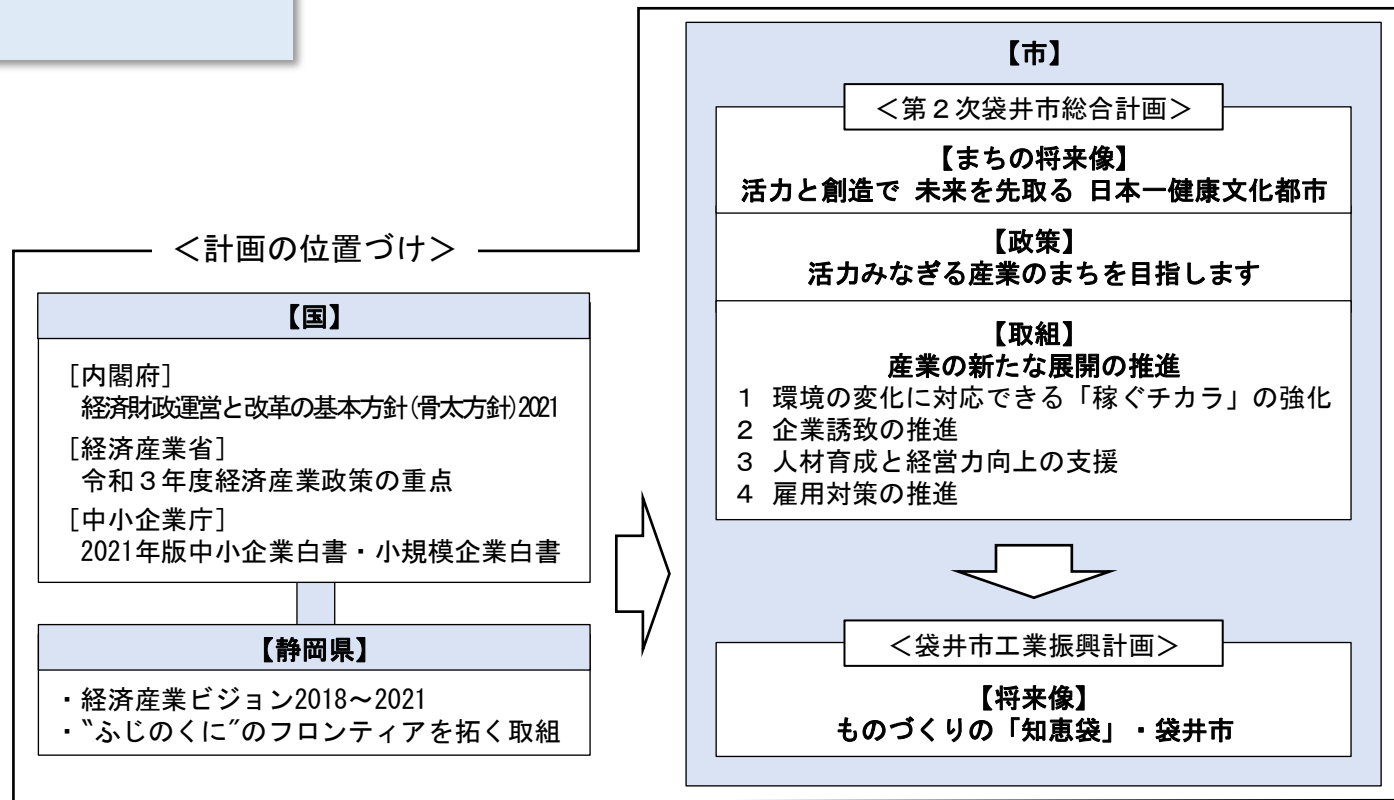 ＜計画の位置づけ＞
【国】
［内閣府］
経済財政運営と改革の基本方針(骨太方針)2021
［経済産業省］
令和３年度経済産業政策の重点
［中小企業庁］
2021年版中小企業白書・小規模企業白書
【静岡県】
・経済産業ビジョン2018～2021
・〝ふじのくに〟のフロンティアを拓く取組
【市】
＜第２次袋井市総合計画＞
【まちの将来像】
活力と創造で 未来を先取る 日本一健康文化都市
【政策】
活力みなぎる産業のまちを目指します
【取組】
産業の新たな展開の推進
１ 環境の変化に対応できる「稼ぐチカラ」の強化
２ 企業誘致の推進
３ 人材育成と経営力向上の支援
４ 雇用対策の推進
＜袋井市工業振興計画＞
【将来像】
ものづくりの「知恵袋」・袋井市